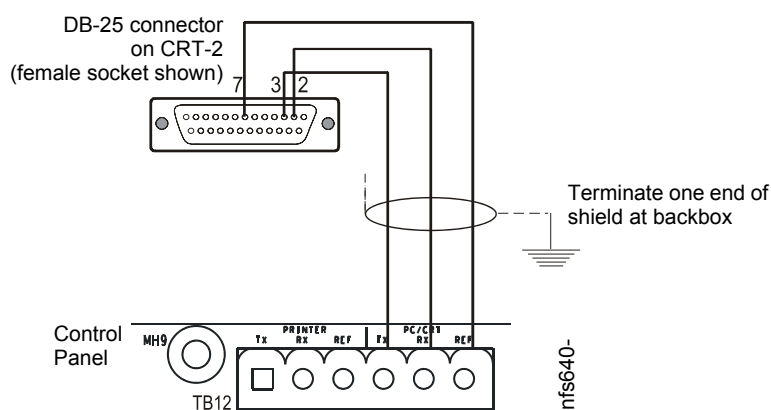 DB-25 connector
on CRT-2
(female socket shown)
7 3 2
Terminate one end of
shield at backbox
Control
Panel
MH9
PRINTER PC/CRT
Tx Rx REF Tx Rx REF
TB12
nfs640-